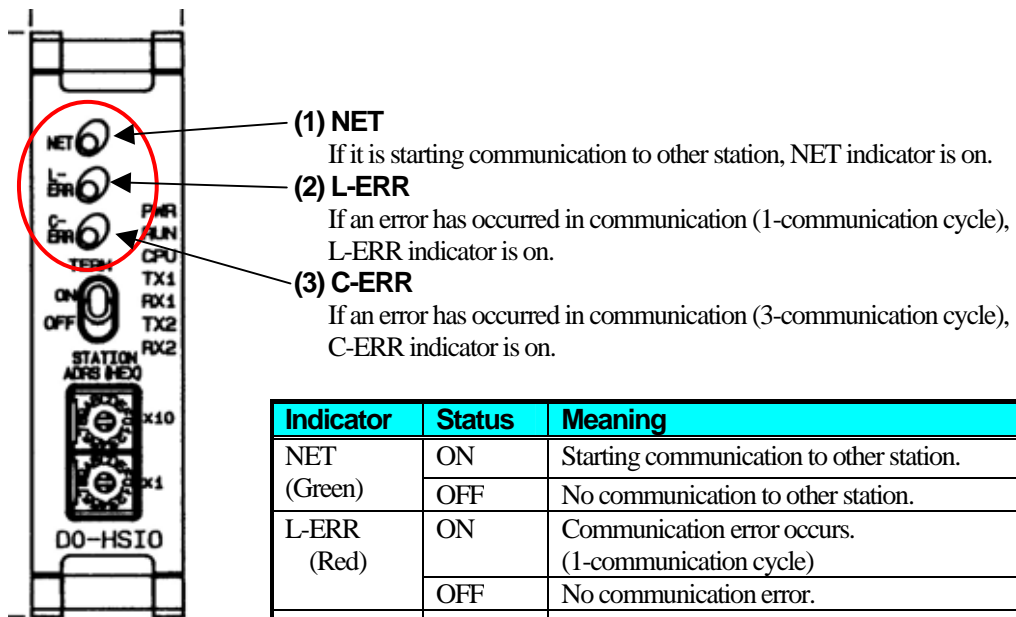 NET
L-
ERR
C-
ERR
PWR
RUN
CPU
TX1
RX1
TX2
RX2
TERM
ON
OFF
STATION
ADRS (HEX)
x10
x1
D0-HSIO
(1) NET
If it is starting communication to other station, NET indicator is on.
(2) L-ERR
If an error has occurred in communication (1-communication cycle),
L-ERR indicator is on.
(3) C-ERR
If an error has occurred in communication (3-communication cycle),
C-ERR indicator is on.
Indicator Status Meaning
NET ON Starting communication to other station.
(Green) OFF No communication to other station.
L-ERR ON Communication error occurs.
(Red) (1-communication cycle)
OFF No communication error.